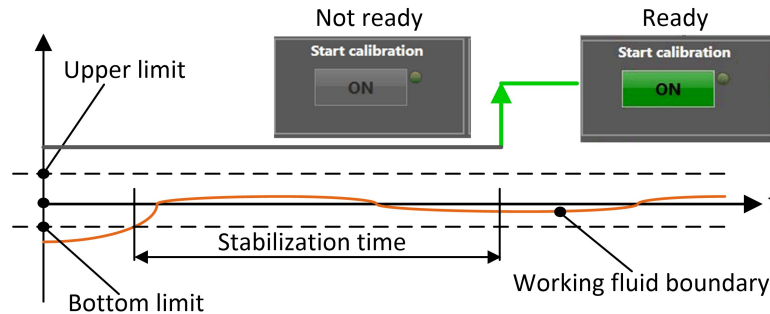 Not ready
Ready
Start calibration
ON
Start calibration
ON
Upper limit
Stabilization time
Working fluid boundary
Bottom limit